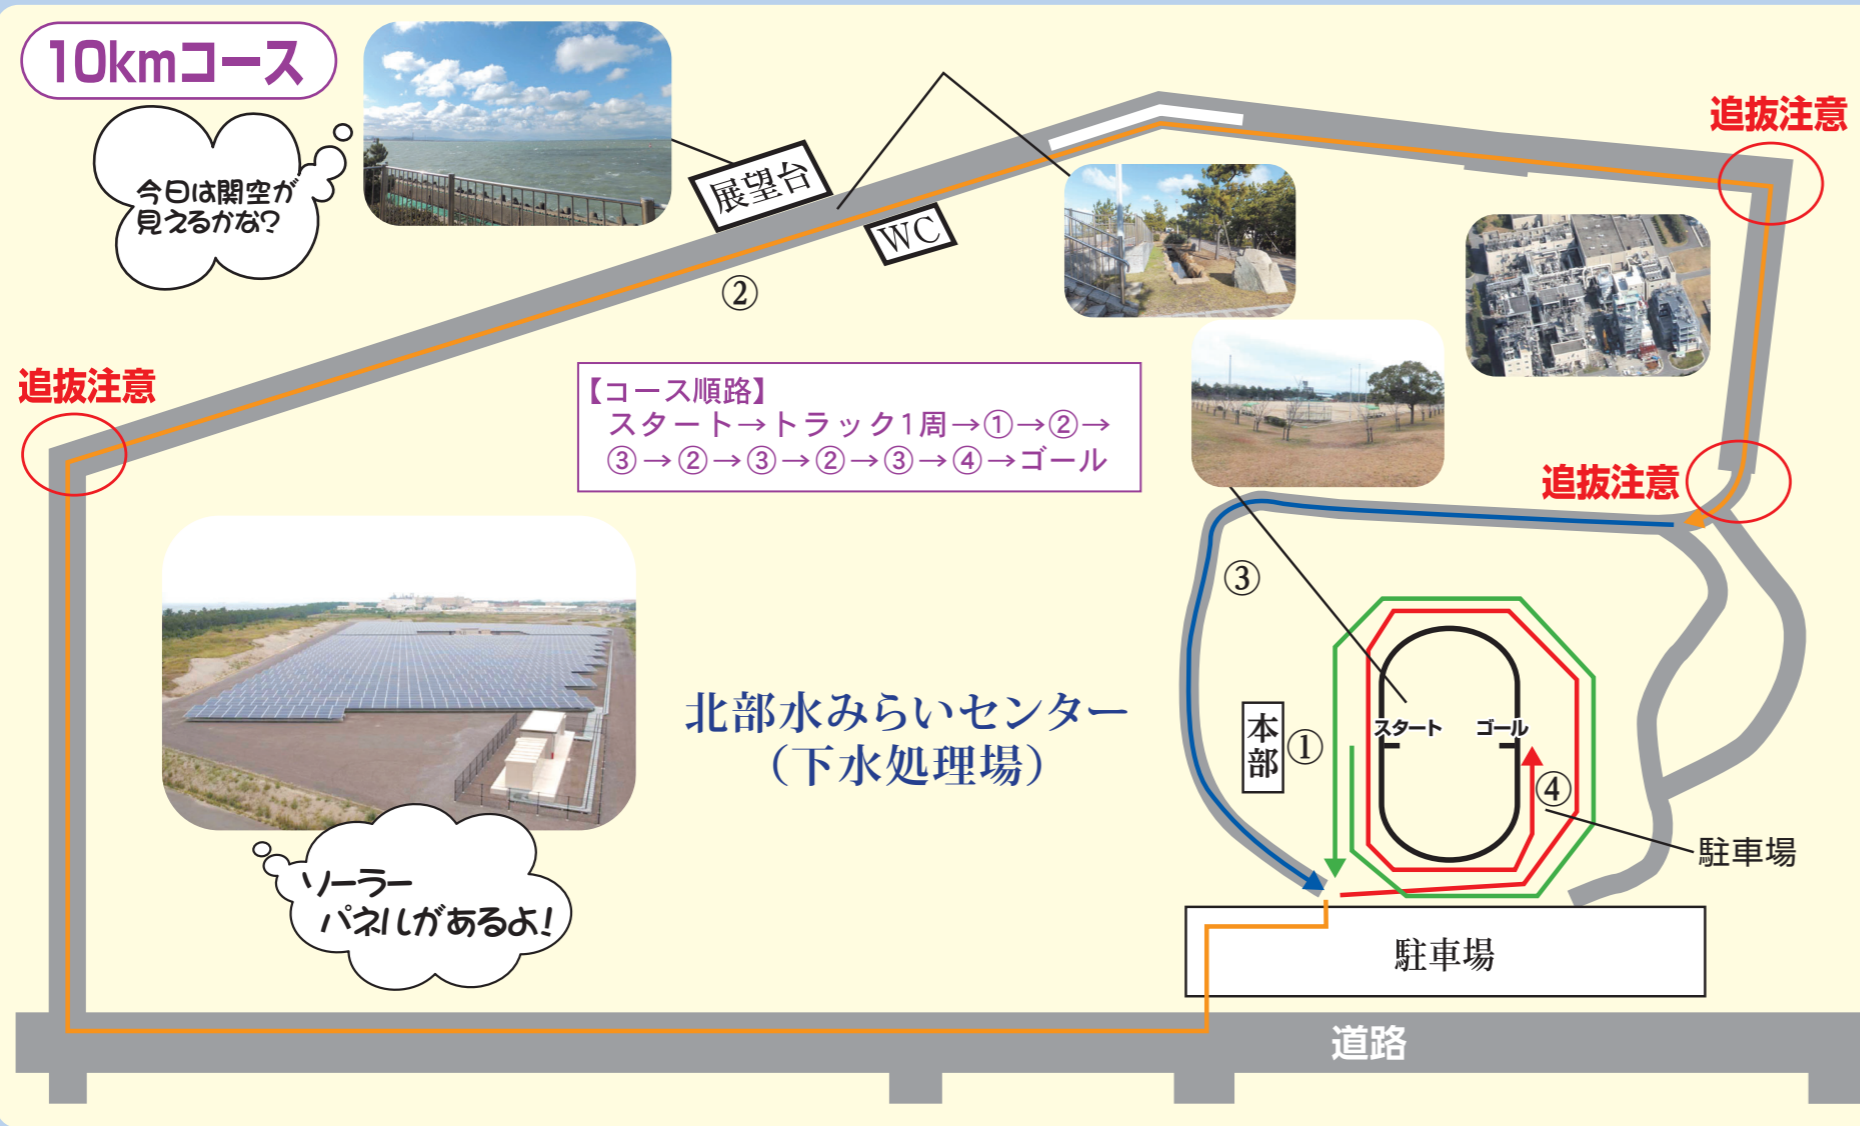 10kmコース
今日は関空が
見えるかな?
展望台
WC
②
追抜注意
追抜注意
【コース順路】
スタート→トラック1周→①→②→
③→②→③→②→③→④→ゴール
追抜注意
③
北部水みらいセンター
（下水処理場）
本部
①
スタート
ゴール
④
駐車場
ソーラー
パネルがあるよ!
駐車場
道路